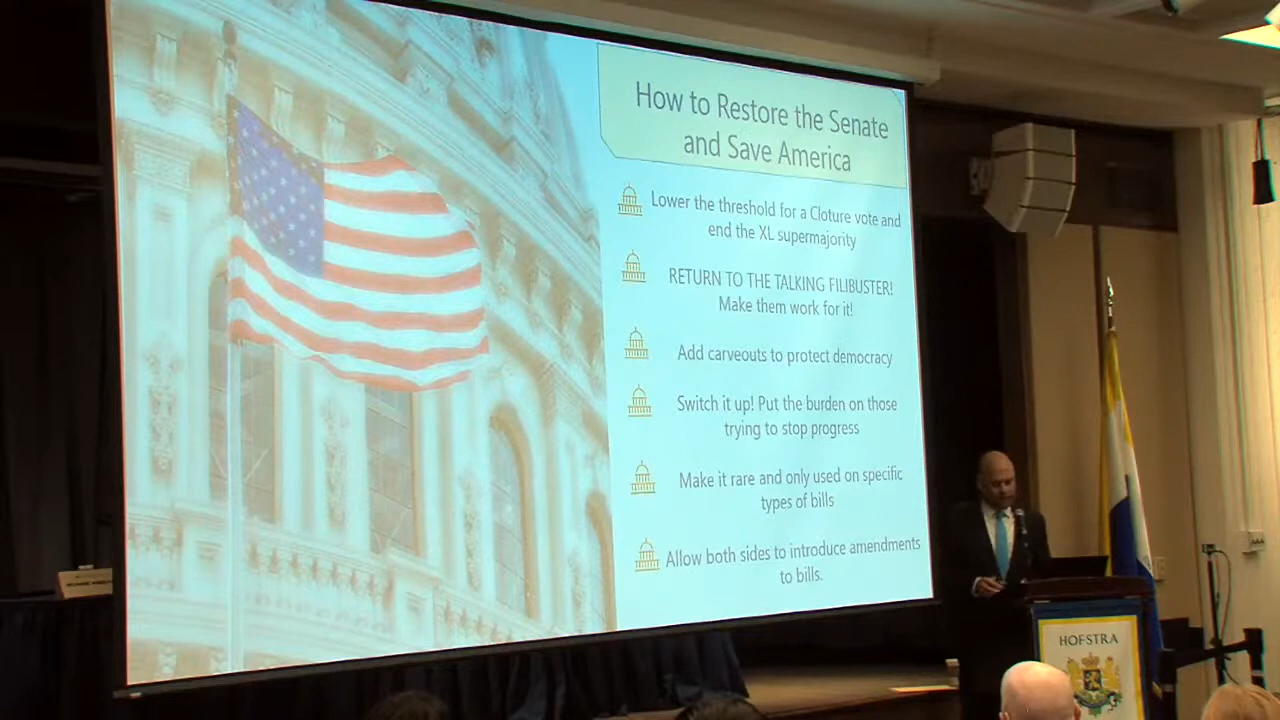 How to Restore the Senate
and Save America
Lower the threshold for a Cloture vote and
end the XL supermajority
RETURN TO THE TALKING FILIBUSTER!
Make them work for it!
Add carveouts to protect democracy
Switch it up! Put the burden on those
trying to stop progress
Make it rare and only used on specific
types of bills
Allow both sides to introduce amendments
to bills.
HOFSTRA